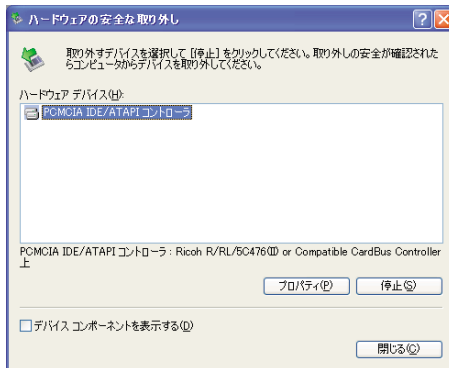 ハードウェアの安全な取り外し
取り外すデバイスを選択して [停止] をクリックしてください。取り外しの安全が確認された
らコンピュータからデバイスを取り外してください。
ハードウェア デバイス(H):
PCMCIA IDE/ATAPI コントローラ
PCMCIA IDE/ATAPI コントローラ : Ricoh R/RL/5C476(II) or Compatible CardBus Controller
上
プロパティ(P) 停止(S)
デバイス コンポーネントを表示する(D)
閉じる(C)